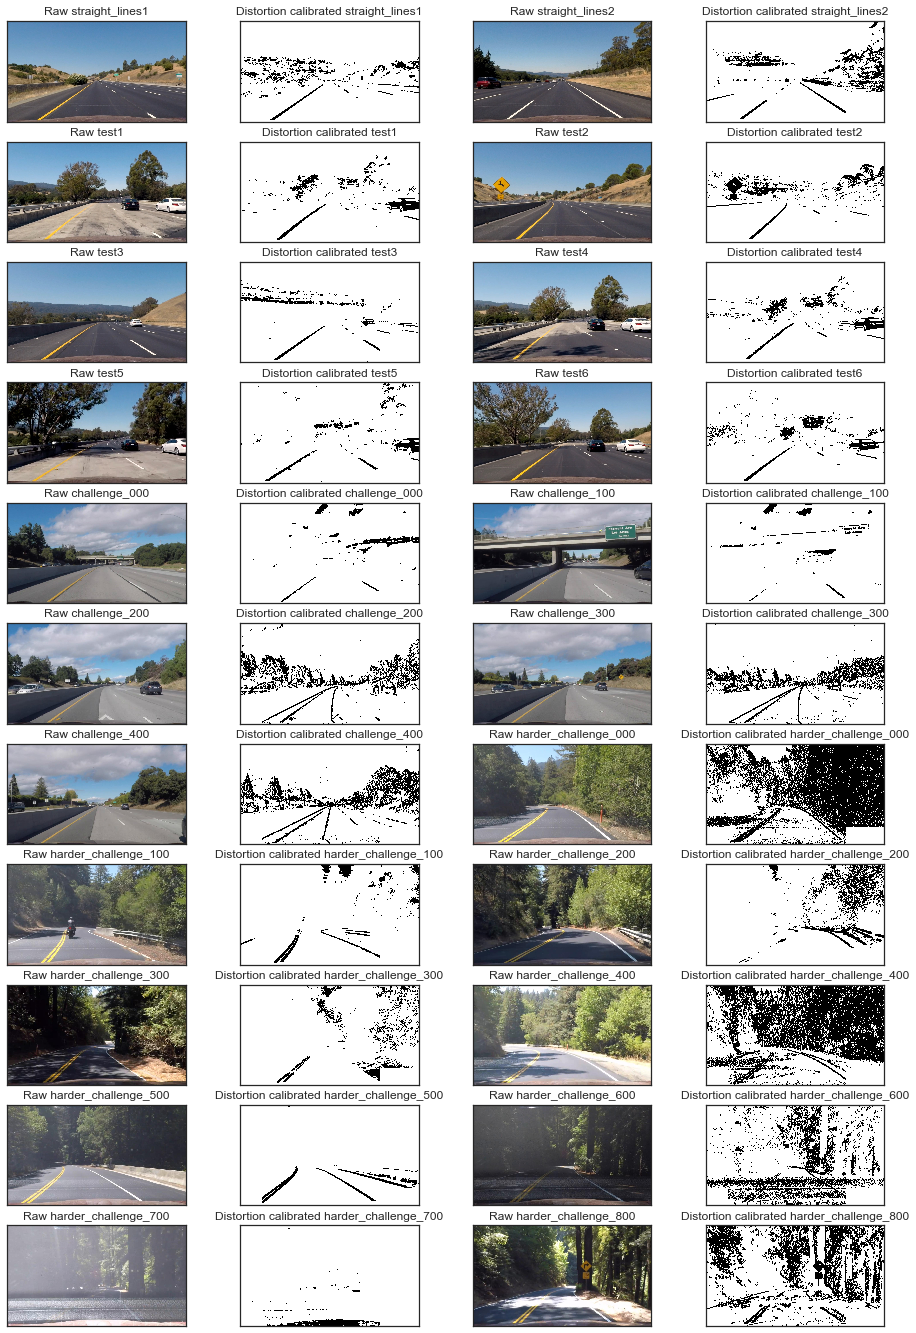 Raw straight_lines1
Distortion calibrated straight_lines1
Raw straight_lines2
Distortion calibrated straight_lines2
Raw test1
Distortion calibrated test1
Raw test2
Distortion calibrated test2
Raw test3
Distortion calibrated test3
Raw test4
Distortion calibrated test4
Raw test5
Distortion calibrated test5
Raw test6
Distortion calibrated test6
Raw challenge_000
Distortion calibrated challenge_000
Raw challenge_100
Distortion calibrated challenge_100
Raw challenge_200
Distortion calibrated challenge_200
Raw challenge_300
Distortion calibrated challenge_300
Raw challenge_400
Distortion calibrated challenge_400
Raw harder_challenge_000
Distortion calibrated harder_challenge_000
Raw harder_challenge_100
Distortion calibrated harder_challenge_100
Raw harder_challenge_200
Distortion calibrated harder_challenge_200
Raw harder_challenge_300
Distortion calibrated harder_challenge_300
Raw harder_challenge_400
Distortion calibrated harder_challenge_400
Raw harder_challenge_500
Distortion calibrated harder_challenge_500
Raw harder_challenge_600
Distortion calibrated harder_challenge_600
Raw harder_challenge_700
Distortion calibrated harder_challenge_700
Raw harder_challenge_800
Distortion calibrated harder_challenge_800